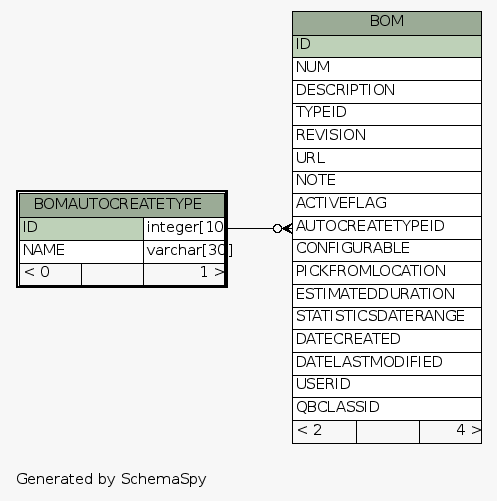 BOM
ID
NUM
DESCRIPTION
TYPEID
REVISION
URL
NOTE
ACTIVEFLAG
AUTOCREATETYPEID
CONFIGURABLE
PICKFROMLOCATION
ESTIMATEDDURATION
STATISTICSDATERANGE
DATECREATED
DATELASTMODIFIED
USERID
QBCLASSID
< 2 4 >
BOMAUTOCREATETYPE
ID integer[10
NAME varchar[30]
< 0 1 >
Generated by SchemaSpy